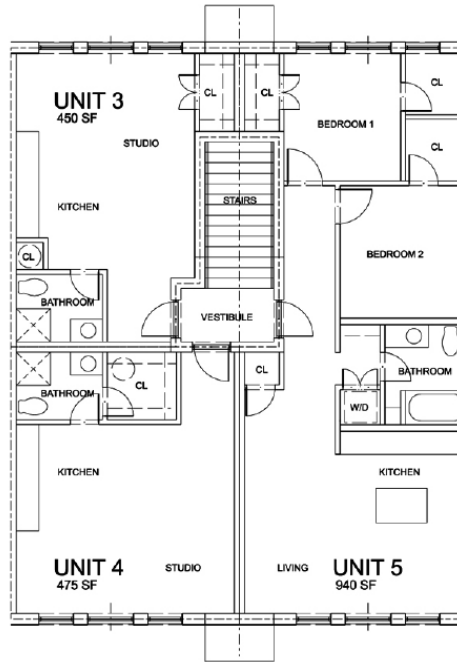 CL
CL
CL
UNIT 3
450 SF
BEDROOM 1
STUDIO
CL
STAIRS
KITCHEN
BEDROOM 2
CL
BATHROOM
VESTIBULE
CL
BATHROOM
CL
BATHROOM
W/D
KITCHEN
KITCHEN
UNIT 4
475 SF
STUDIO
LIVING
UNIT 5
940 SF